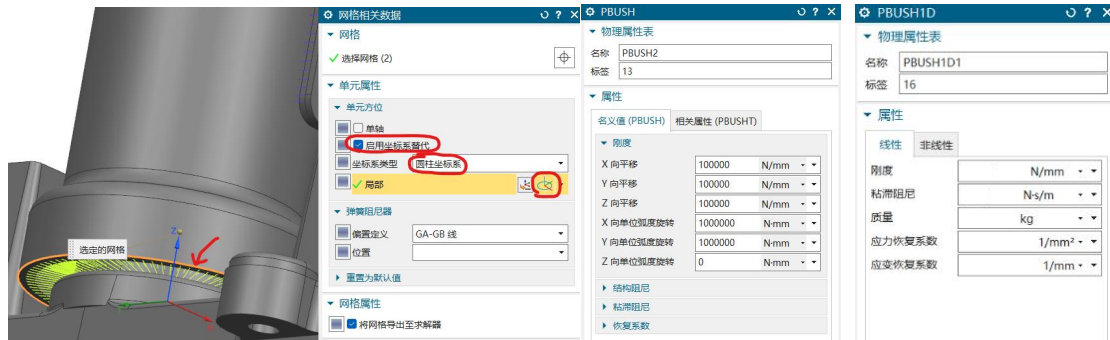 选定的网格
Z
网格相关数据
网格
选择网格 (2)
单元属性
单元方位
单轴
启用坐标系替代
坐标系类型 圆柱坐标系
局部
弹簧阻尼器
偏置定义 GA-GB 线
位置
重置为默认值
网格属性
将网格导出至求解器
PBUSH
物理属性表
名称 PBUSH2
标签 13
属性
名义值 (PBUSH) 相关属性 (PBUSHT)
刚度
X 向平移 100000 N/mm
Y 向平移 100000 N/mm
Z 向平移 100000 N/mm
X 向单位弧度旋转 1000000 N·mm
Y 向单位弧度旋转 1000000 N·mm
Z 向单位弧度旋转 0 N·mm
结构阻尼
粘滞阻尼
恢复系数
PBUSH1D
物理属性表
名称 PBUSH1D1
标签 16
属性
线性 非线性
刚度 N/mm
粘滞阻尼 N·s/m
质量 kg
应力恢复系数 1/mm²
应变恢复系数 1/mm